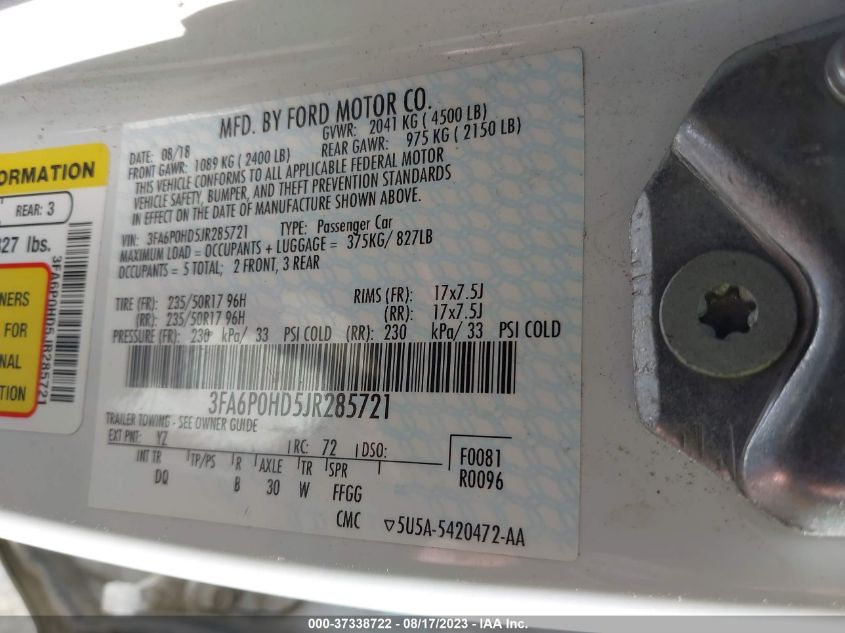 MFD. BY FORD MOTOR CO.
DATE: 08/18 GVWR: 2041 KG ( 4500 LB)
FRONT GAWR: 1089 KG ( 2400 LB) REAR GAWR: 975 KG ( 2150 LB)
THIS VEHICLE CONFORMS TO ALL APPLICABLE FEDERAL MOTOR
VEHICLE SAFETY, BUMPER, AND THEFT PREVENTION STANDARDS
IN EFFECT ON THE DATE OF MANUFACTURE SHOWN ABOVE.
VIN: 3FA6P0HD5JR285721 TYPE: Passenger Car
MAXIMUM LOAD = OCCUPANTS + LUGGAGE = 375KG/ 827LB
OCCUPANTS = 5 TOTAL; 2 FRONT, 3 REAR
TIRE (FR): 235/50R17 96H RIMS (FR): 17x7.5J
(RR): 235/50R17 96H (RR): 17x7.5J
PRESSURE (FR): 230 kPa/ 33 PSI COLD (RR): 230 kPa/ 33 PSI COLD
3FA6P0HD5JR285721
TRAILER TOWING - SEE OWNER GUIDE
EXT PNT: YZ RC: 72 DSO: F0081
INT TR TP/PS R AXLE TR SPR R0096
DQ B 30 W FFGG
CMC ▽5U5A-5420472-AA
ORMATION
REAR: 3
827 lbs.
3FA6P0HD5JR285721
NERS
FOR
NAL
TION
000-37338722 - 08/17/2023 - IAA Inc.